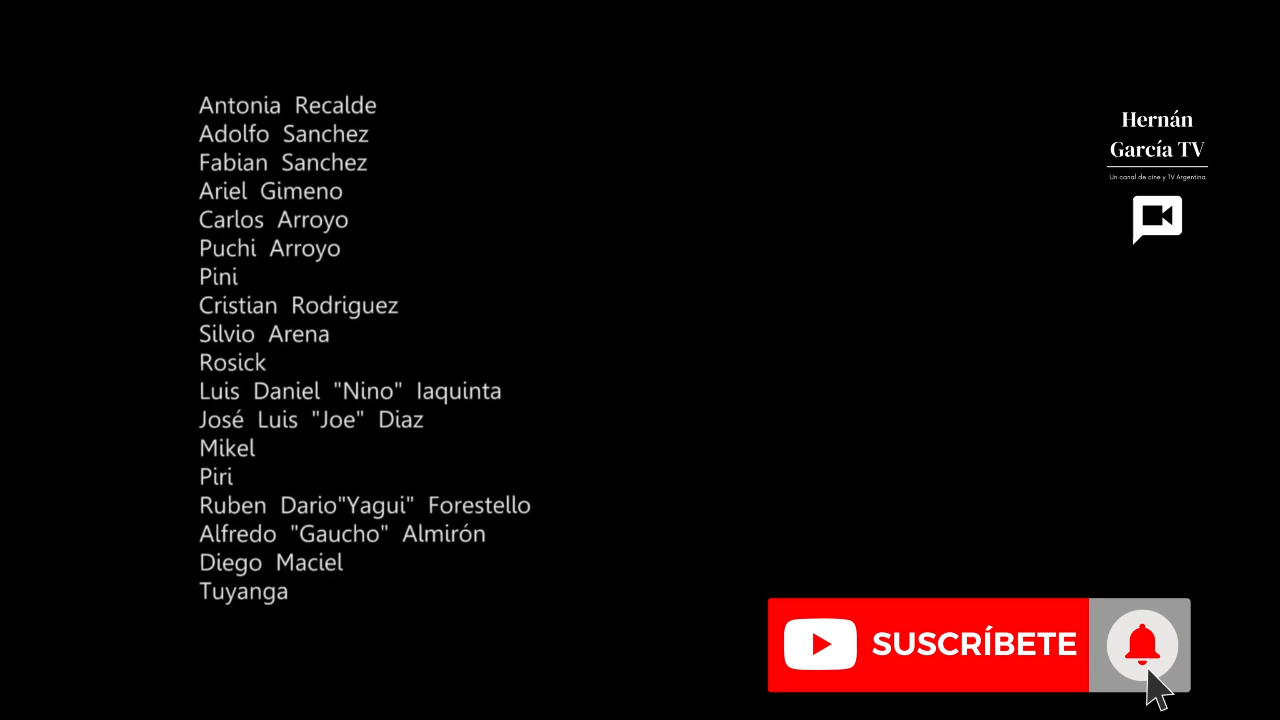 Antonia Recalde
Adolfo Sanchez
Fabian Sanchez
Ariel Gimeno
Carlos Arroyo
Puchi Arroyo
Pini
Cristian Rodriguez
Silvio Arena
Rosick
Luis Daniel "Nino" Iaquinta
José Luis "Joe" Diaz
Mikel
Piri
Ruben Dario"Yagui" Forestello
Alfredo "Gaucho" Almirón
Diego Maciel
Tuyanga
Hernán
García TV
Un canal de cine y TV Argentina
SUSCRÍBETE